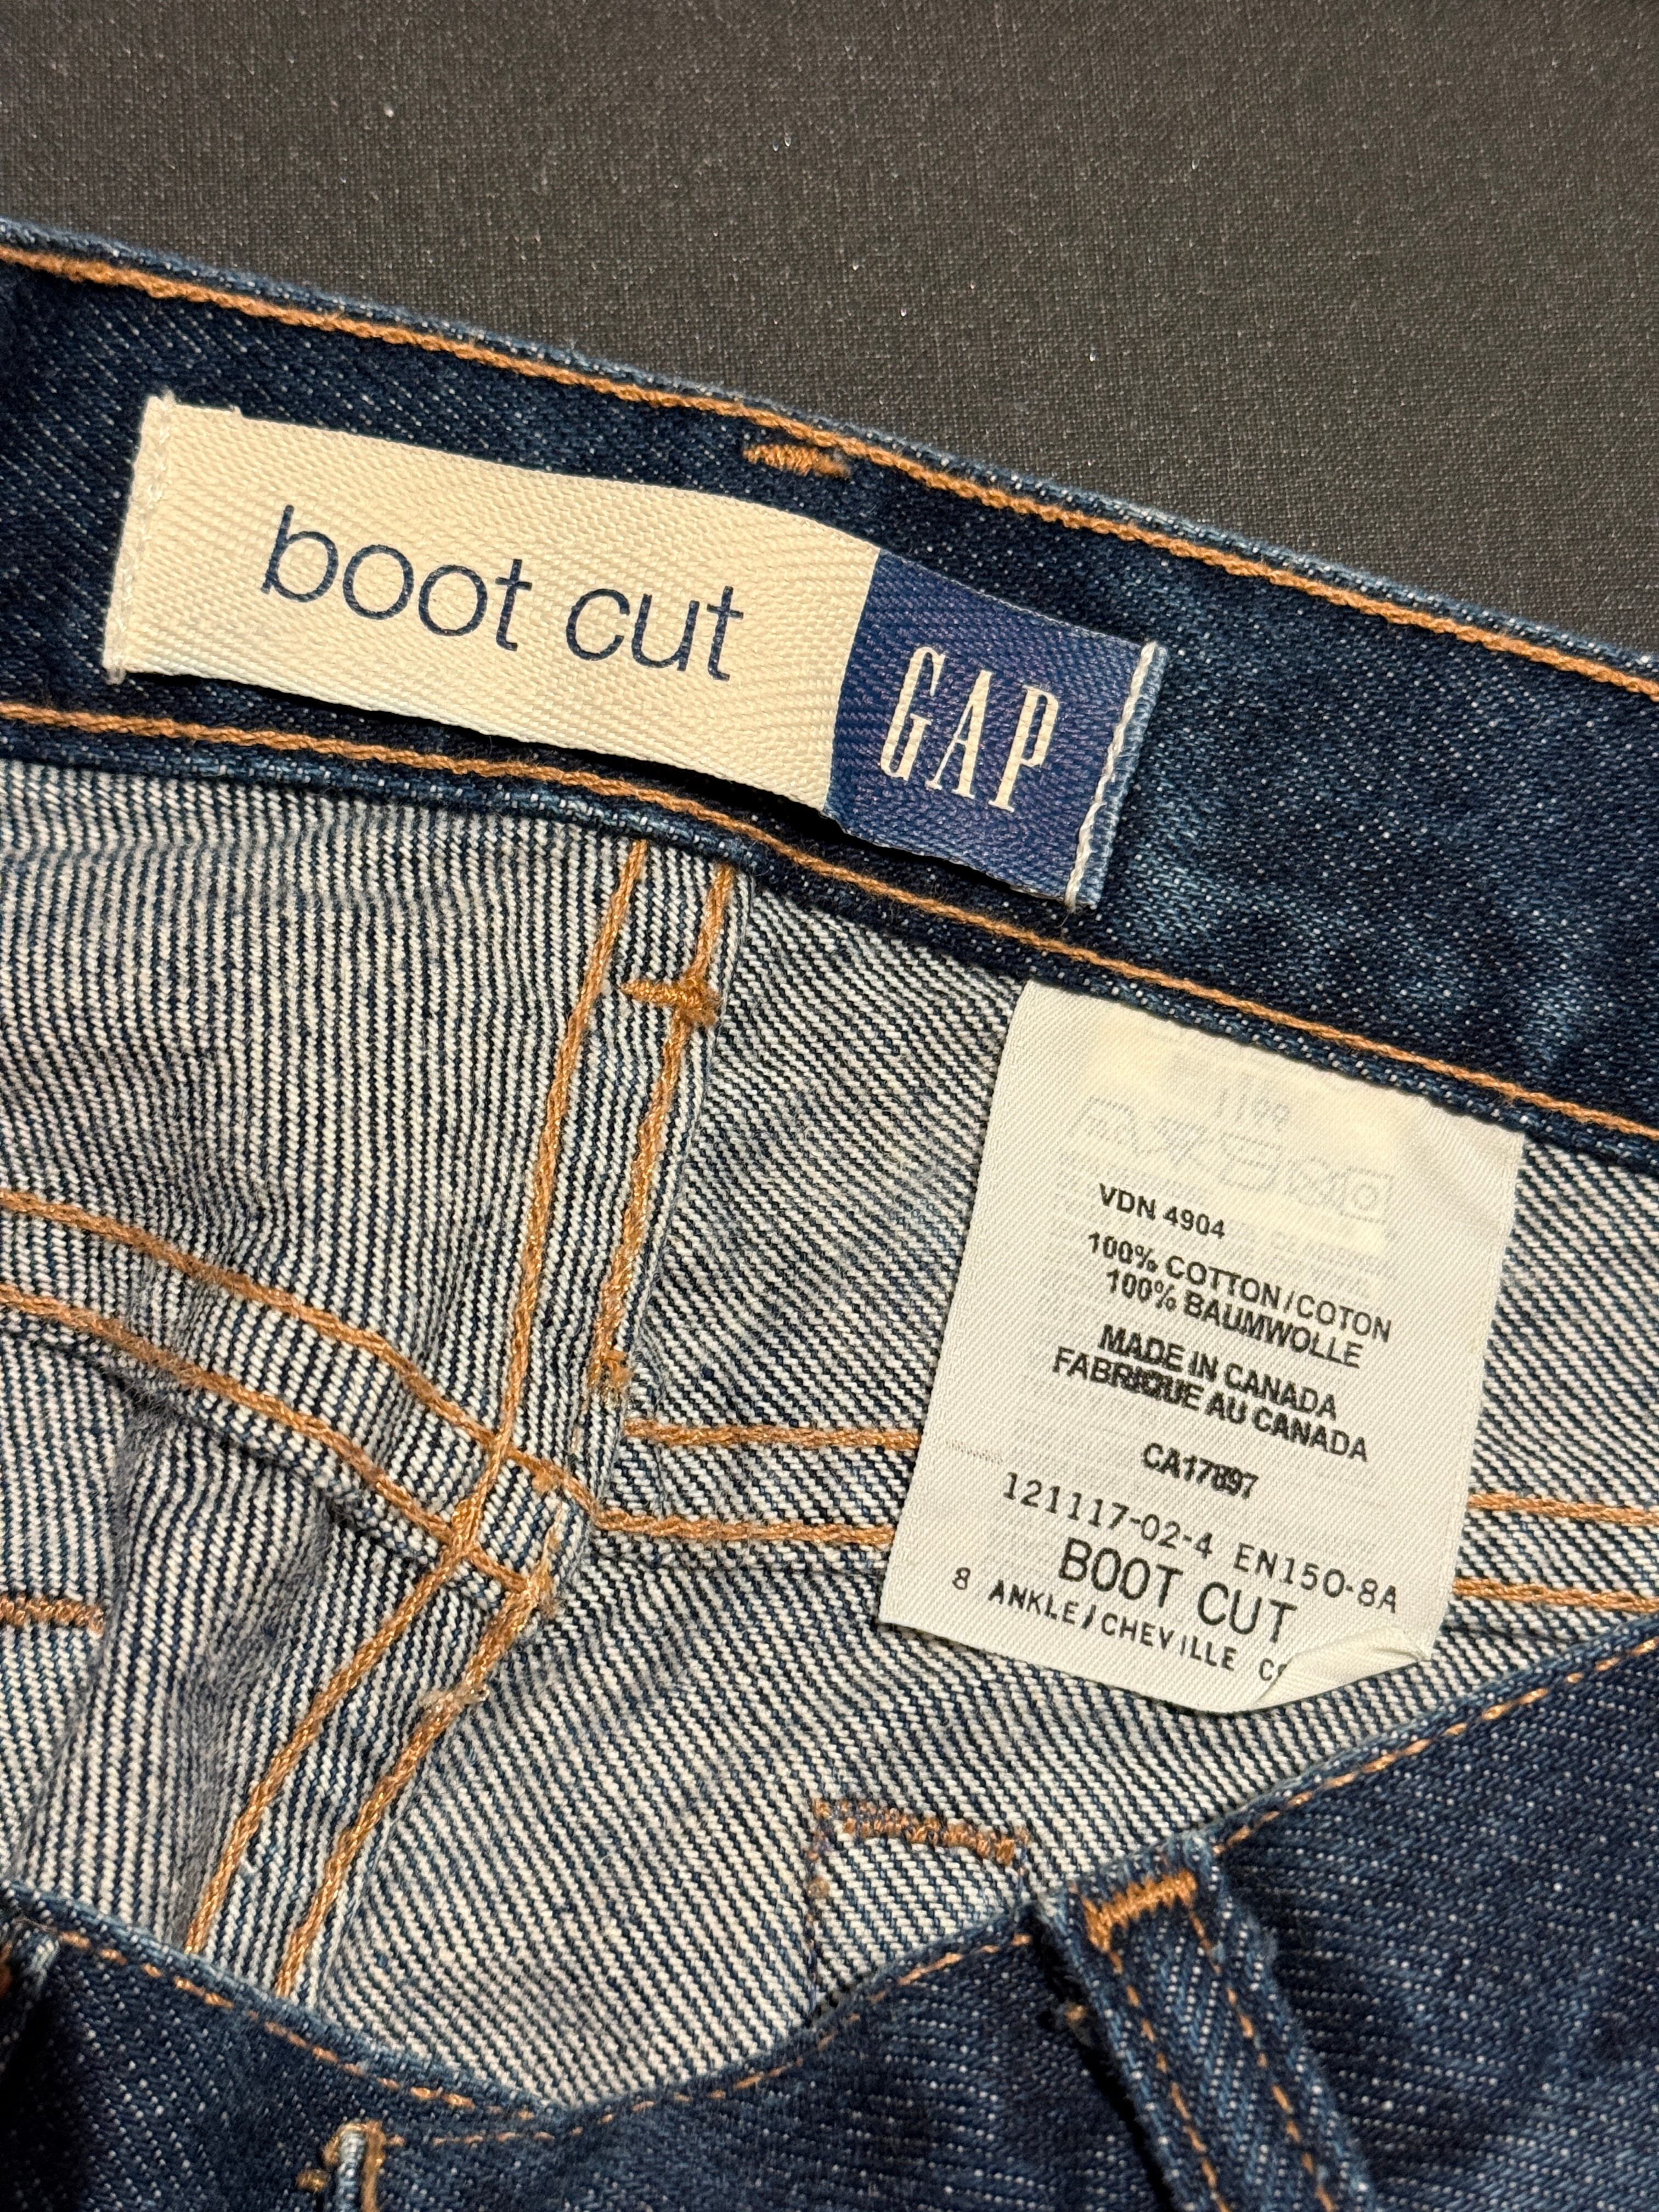 boot cut
GAP
VDN 4904
100% COTTON/COTON
100% BAUMWOLLE
MADE IN CANADA
FABRIQUE AU CANADA
CA17897
121117-02-4 EN150-8A
BOOT CUT
8 ANKLE/CHEVILLE